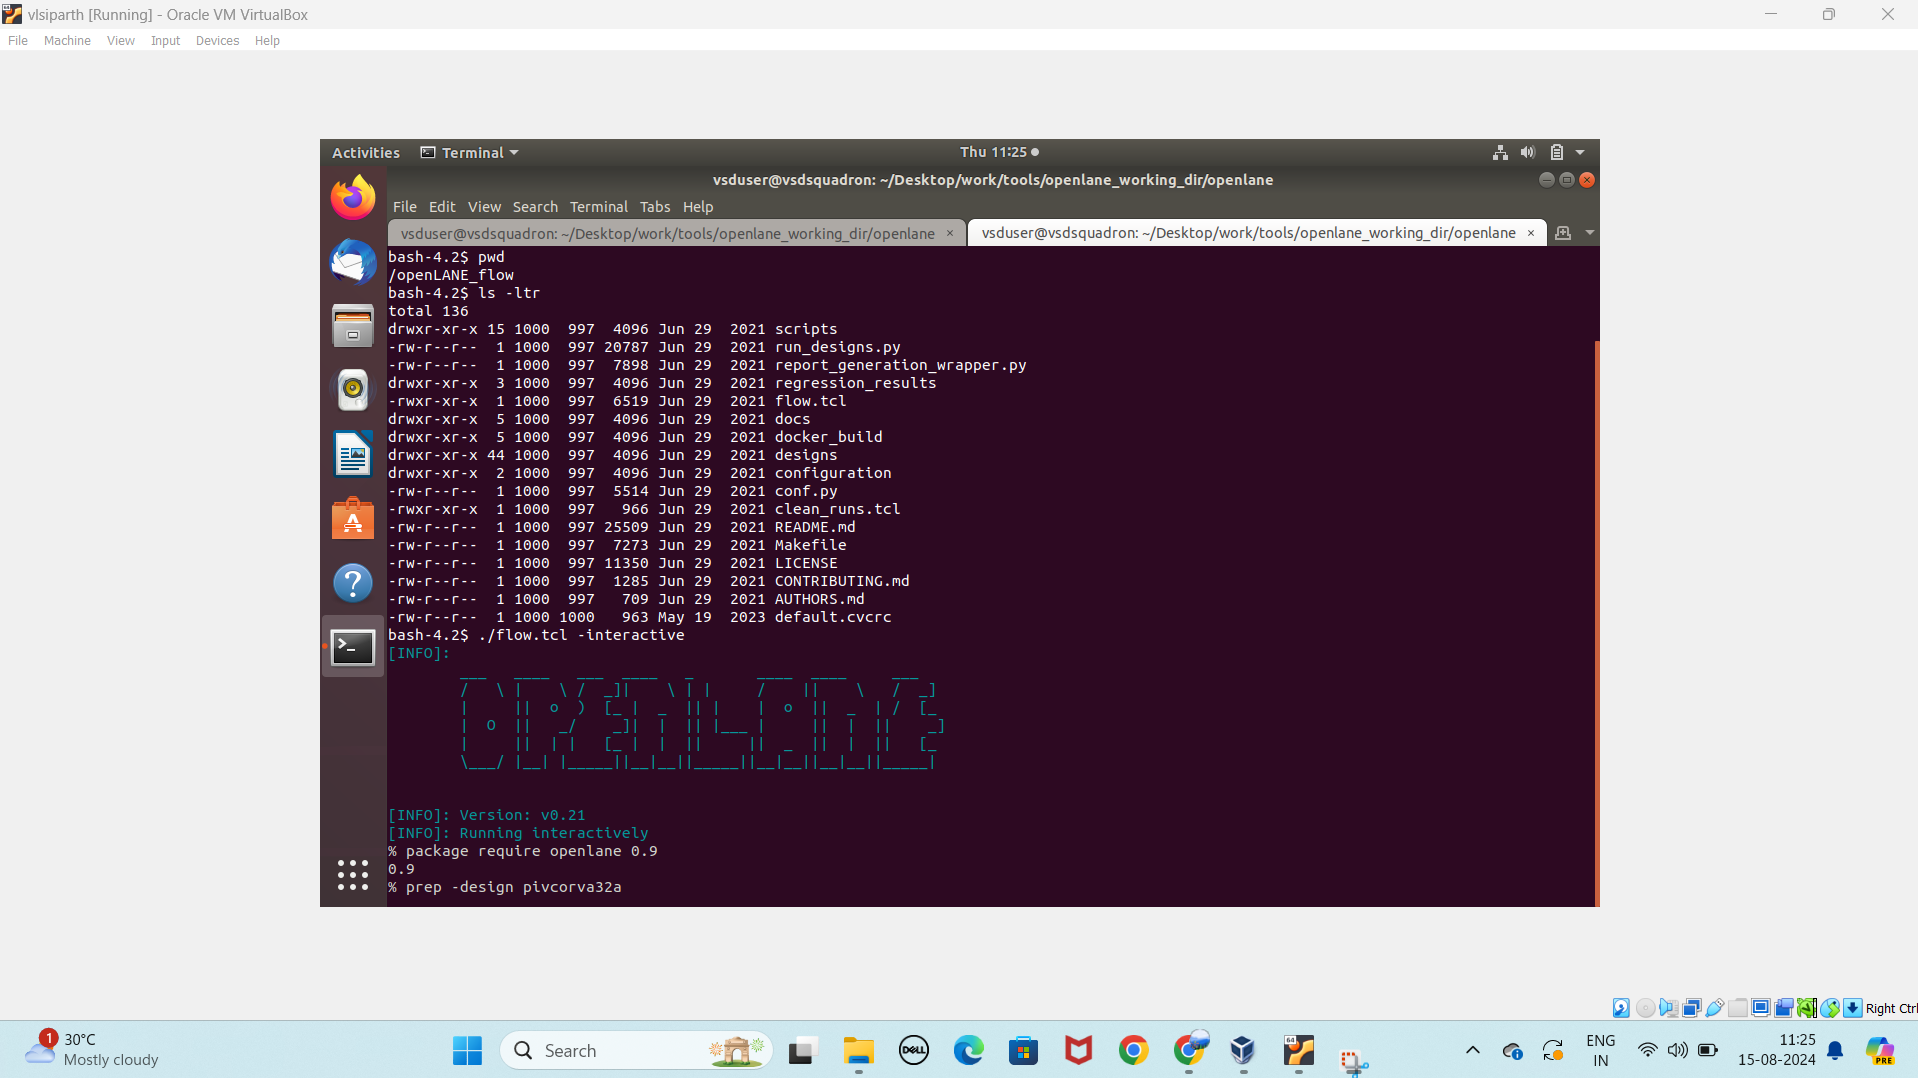 vlsiparth [Running] - Oracle VM VirtualBox
File Machine View Input Devices Help
Activities Terminal Thu 11:25
vsduser@vsdsquadron: ~/Desktop/work/tools/openlane_working_dir/openlane
File Edit View Search Terminal Tabs Help
vsduser@vsdsquadron: ~/Desktop/work/tools/openlane_working_dir/openlane × vsduser@vsdsquadron: ~/Desktop/work/tools/openlane_working_dir/openlane ×
bash-4.2$ pwd
/openLANE_flow
bash-4.2$ ls -ltr
total 136
drwxr-xr-x 15 1000  997  4096 Jun 29  2021 scripts
-rw-r--r--  1 1000  997 20787 Jun 29  2021 run_designs.py
-rw-r--r--  1 1000  997  7898 Jun 29  2021 report_generation_wrapper.py
drwxr-xr-x  3 1000  997  4096 Jun 29  2021 regression_results
-rwxr-xr-x  1 1000  997  6519 Jun 29  2021 flow.tcl
drwxr-xr-x  5 1000  997  4096 Jun 29  2021 docs
drwxr-xr-x  5 1000  997  4096 Jun 29  2021 docker_build
drwxr-xr-x 44 1000  997  4096 Jun 29  2021 designs
drwxr-xr-x  2 1000  997  4096 Jun 29  2021 configuration
-rw-r--r--  1 1000  997  5514 Jun 29  2021 conf.py
-rwxr-xr-x  1 1000  997   966 Jun 29  2021 clean_runs.tcl
-rw-r--r--  1 1000  997 25509 Jun 29  2021 README.md
-rw-r--r--  1 1000  997  7273 Jun 29  2021 Makefile
-rw-r--r--  1 1000  997 11350 Jun 29  2021 LICENSE
-rw-r--r--  1 1000  997  1285 Jun 29  2021 CONTRIBUTING.md
-rw-r--r--  1 1000  997   709 Jun 29  2021 AUTHORS.md
-rw-r--r--  1 1000 1000   963 May 19  2023 default.cvcrc
bash-4.2$ ./flow.tcl -interactive
[INFO]:
OPENLANE
[INFO]: Version: v0.21
[INFO]: Running interactively
% package require openlane 0.9
0.9
% prep -design pivcorva32a
Right Ctrl
1 30°C
Mostly cloudy
Search
DELL
64
ENG
IN
11:25
15-08-2024
PRE